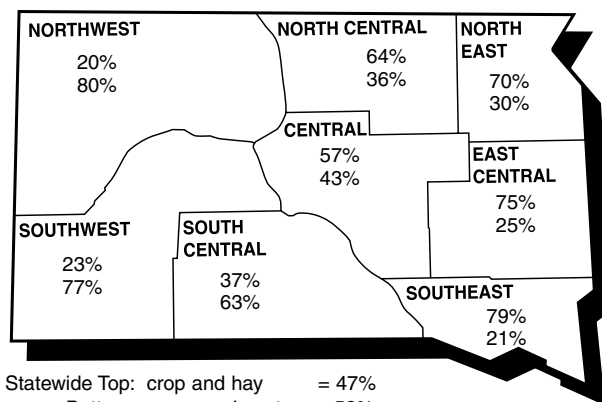 NORTHWEST
20%
80%
NORTH CENTRAL
64%
36%
NORTH
EAST
70%
30%
CENTRAL
57%
43%
EAST
CENTRAL
75%
25%
SOUTHWEST
23%
77%
SOUTH
CENTRAL
37%
63%
SOUTHEAST
79%
21%
Statewide Top: crop and hay = 47%